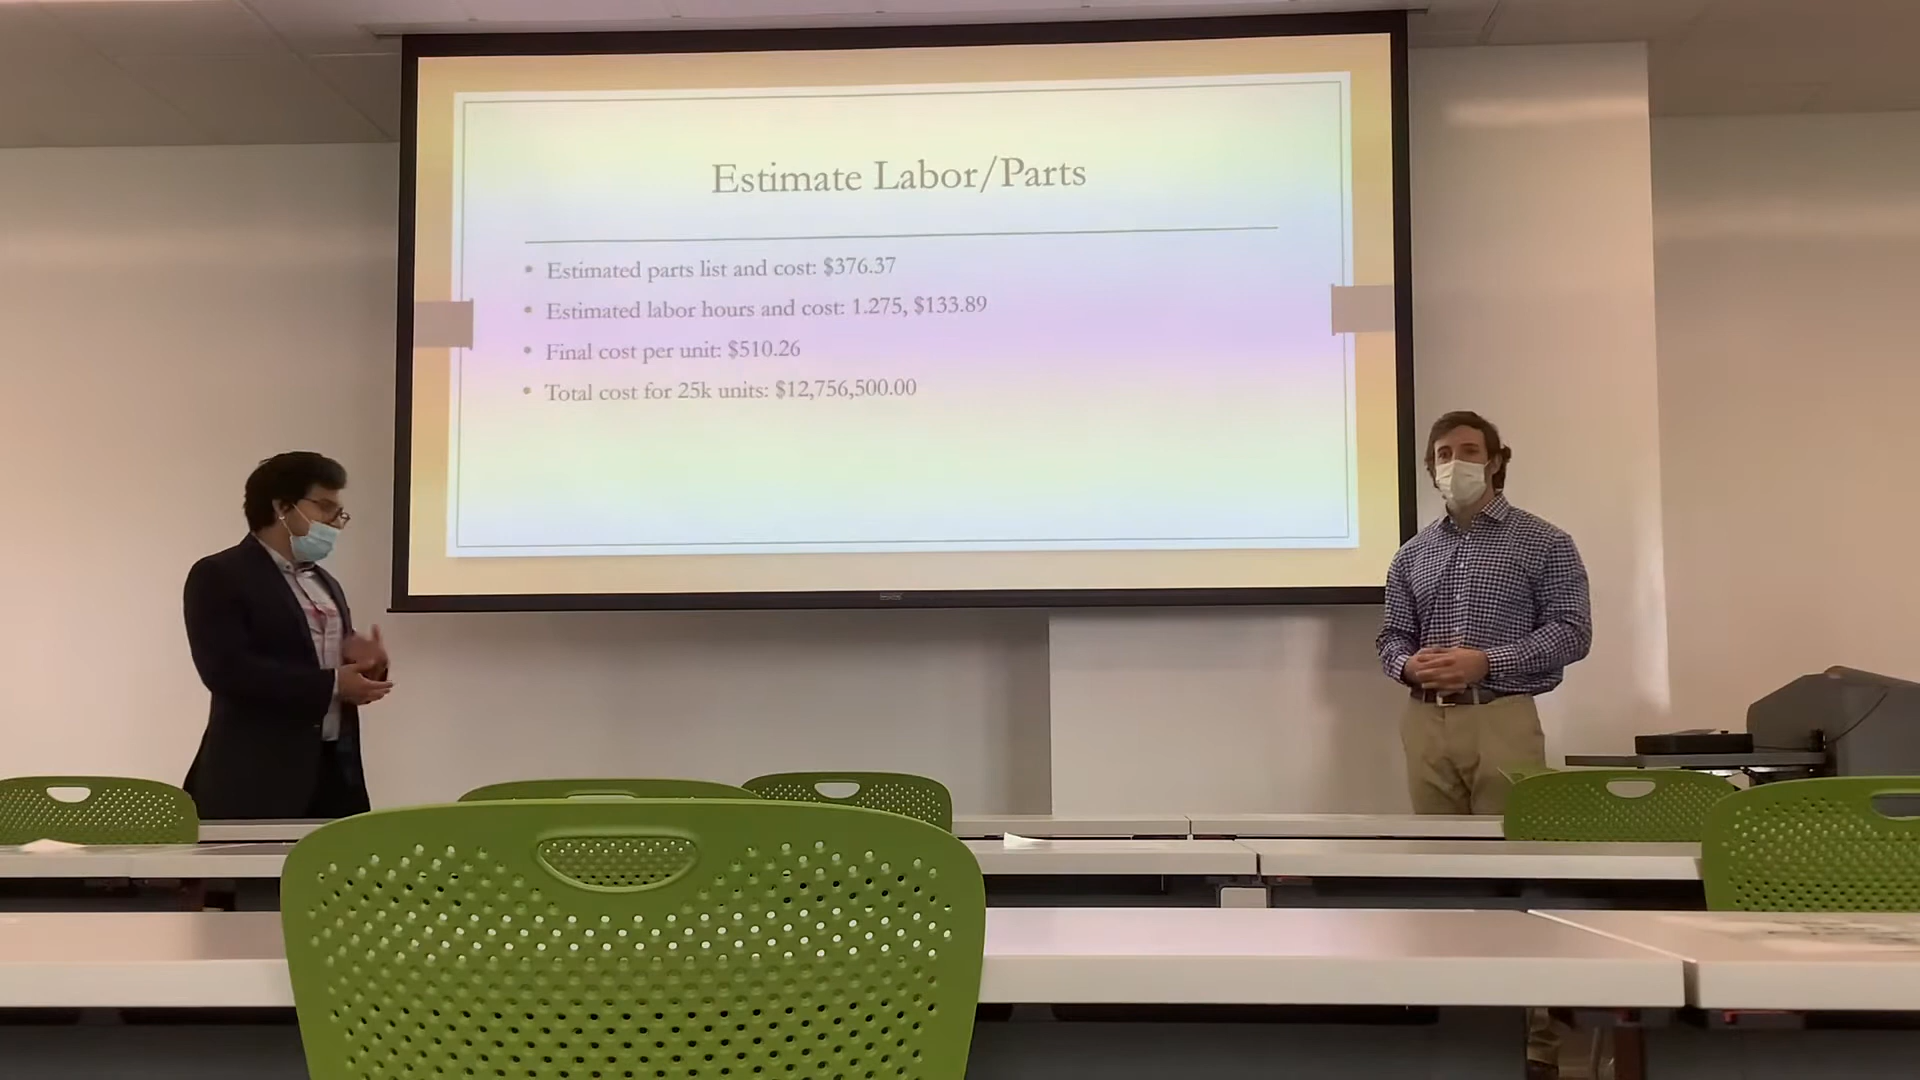 Estimate Labor/Parts
• Estimated parts list and cost: $376.37
• Estimated labor hours and cost: 1.275, $133.89
• Final cost per unit: $510.26
• Total cost for 25k units: $12,756,500.00